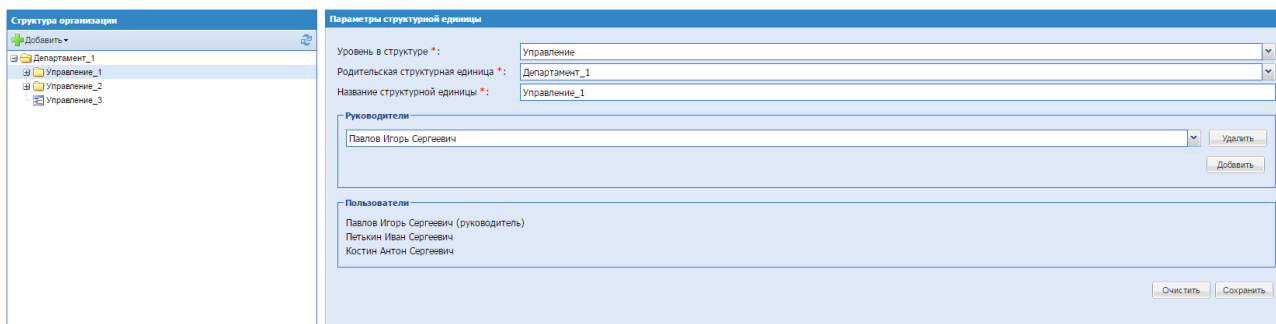 Структура организации
Добавить
Департамент_1
Управление_1
Управление_2
Управление_3
Параметры структурной единицы
Уровень в структуре *: Управление
Родительская структурная единица *: Департамент_1
Название структурной единицы *: Управление_1
Руководители
Павлов Игорь Сергеевич Удалить
Добавить
Пользователи
Павлов Игорь Сергеевич (руководитель)
Петькин Иван Сергеевич
Костин Антон Сергеевич
Очистить Сохранить